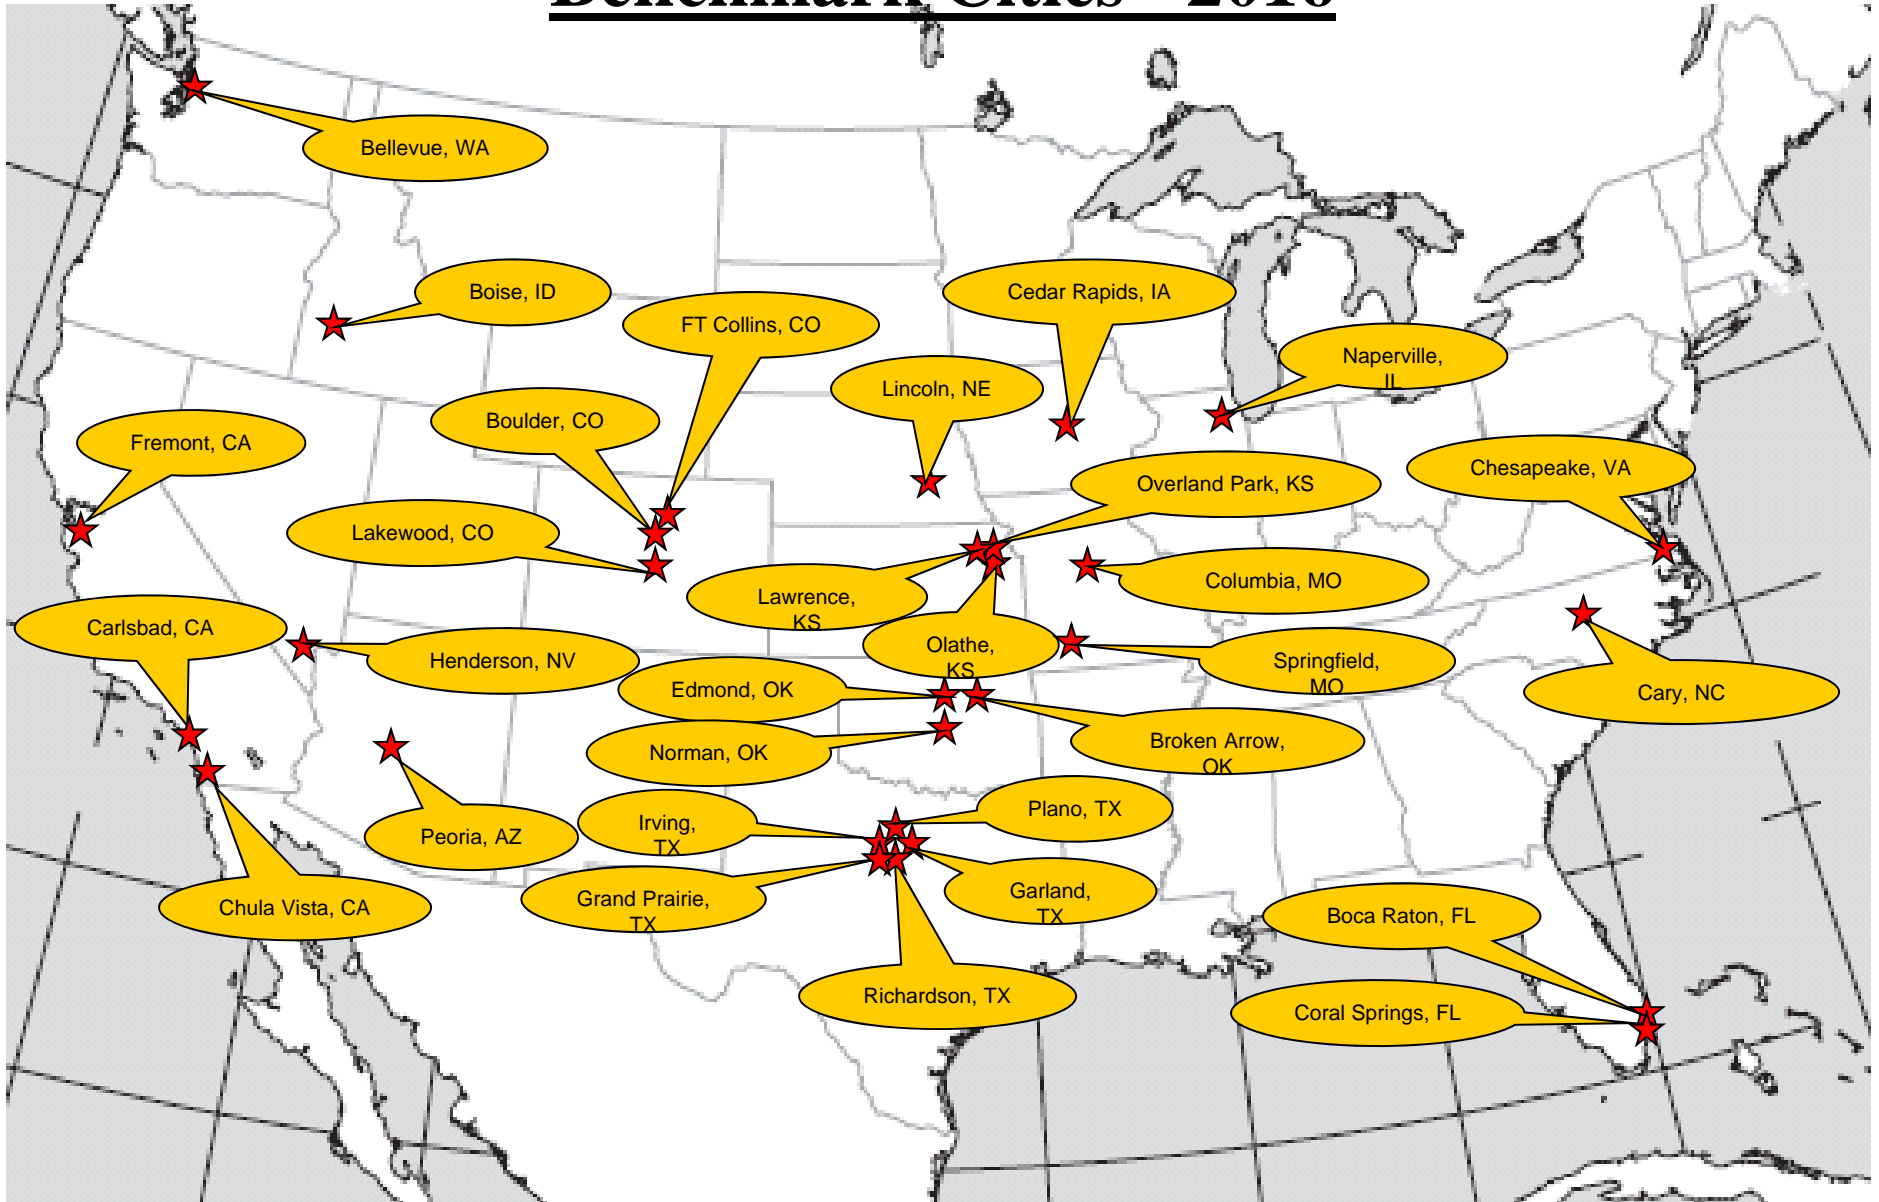 Benchmark Cities - 2016
Bellevue, WA
Boise, ID
FT Collins, CO
Cedar Rapids, IA
Naperville,
IL
Lincoln, NE
Boulder, CO
Fremont, CA
Chesapeake, VA
Overland Park, KS
Lakewood, CO
Lawrence,
KS
Columbia, MO
Carlsbad, CA
Henderson, NV
Olathe,
KS
Springfield,
MO
Edmond, OK
Cary, NC
Norman, OK
Broken Arrow,
OK
Plano, TX
Irving,
TX
Peoria, AZ
Grand Prairie,
TX
Garland,
TX
Chula Vista, CA
Boca Raton, FL
Richardson, TX
Coral Springs, FL